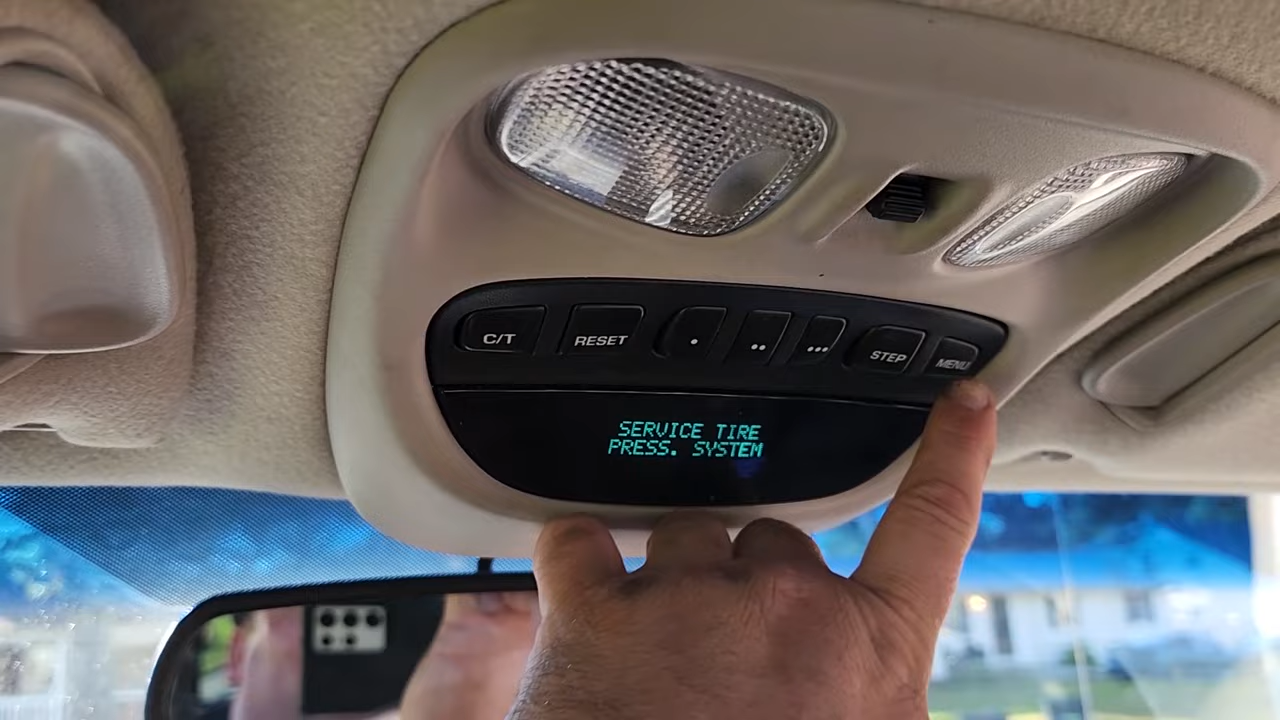 C/T RESET • •• ••• STEP MENU
SERVICE TIRE
PRESS. SYSTEM